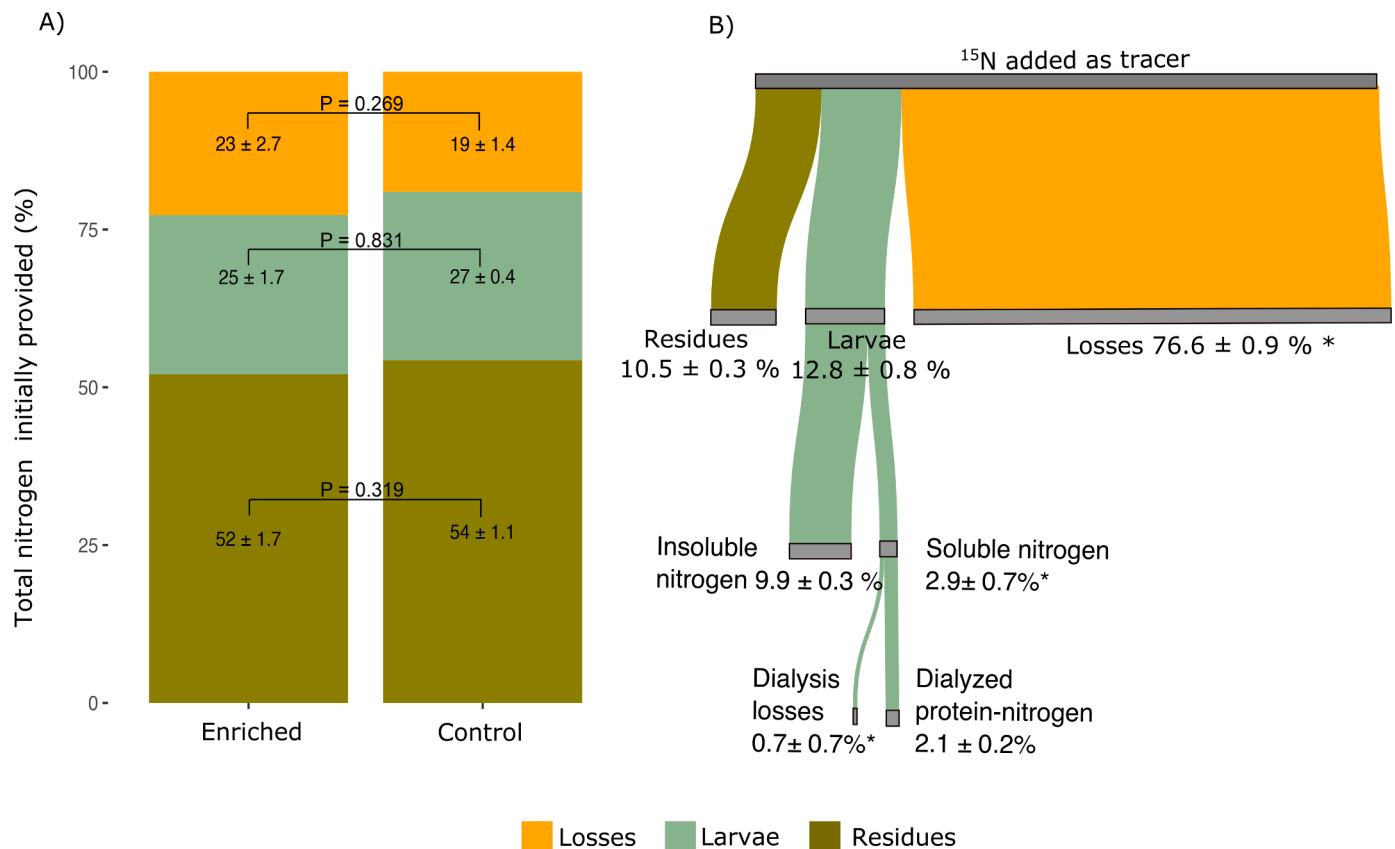 A)
Total nitrogen initially provided (%)
100
75
50
25
0
P = 0.269
23 ± 2.7
19 ± 1.4
P = 0.831
25 ± 1.7
27 ± 0.4
P = 0.319
52 ± 1.7
54 ± 1.1
Enriched
Control
B)
15N added as tracer
Residues
10.5 ± 0.3 %
Larvae
12.8 ± 0.8 %
Losses 76.6 ± 0.9 % *
Insoluble
nitrogen 9.9 ± 0.3 %
Soluble nitrogen
2.9± 0.7%*
Dialysis
losses
0.7± 0.7%*
Dialyzed
protein-nitrogen
2.1 ± 0.2%
Losses
Larvae
Residues